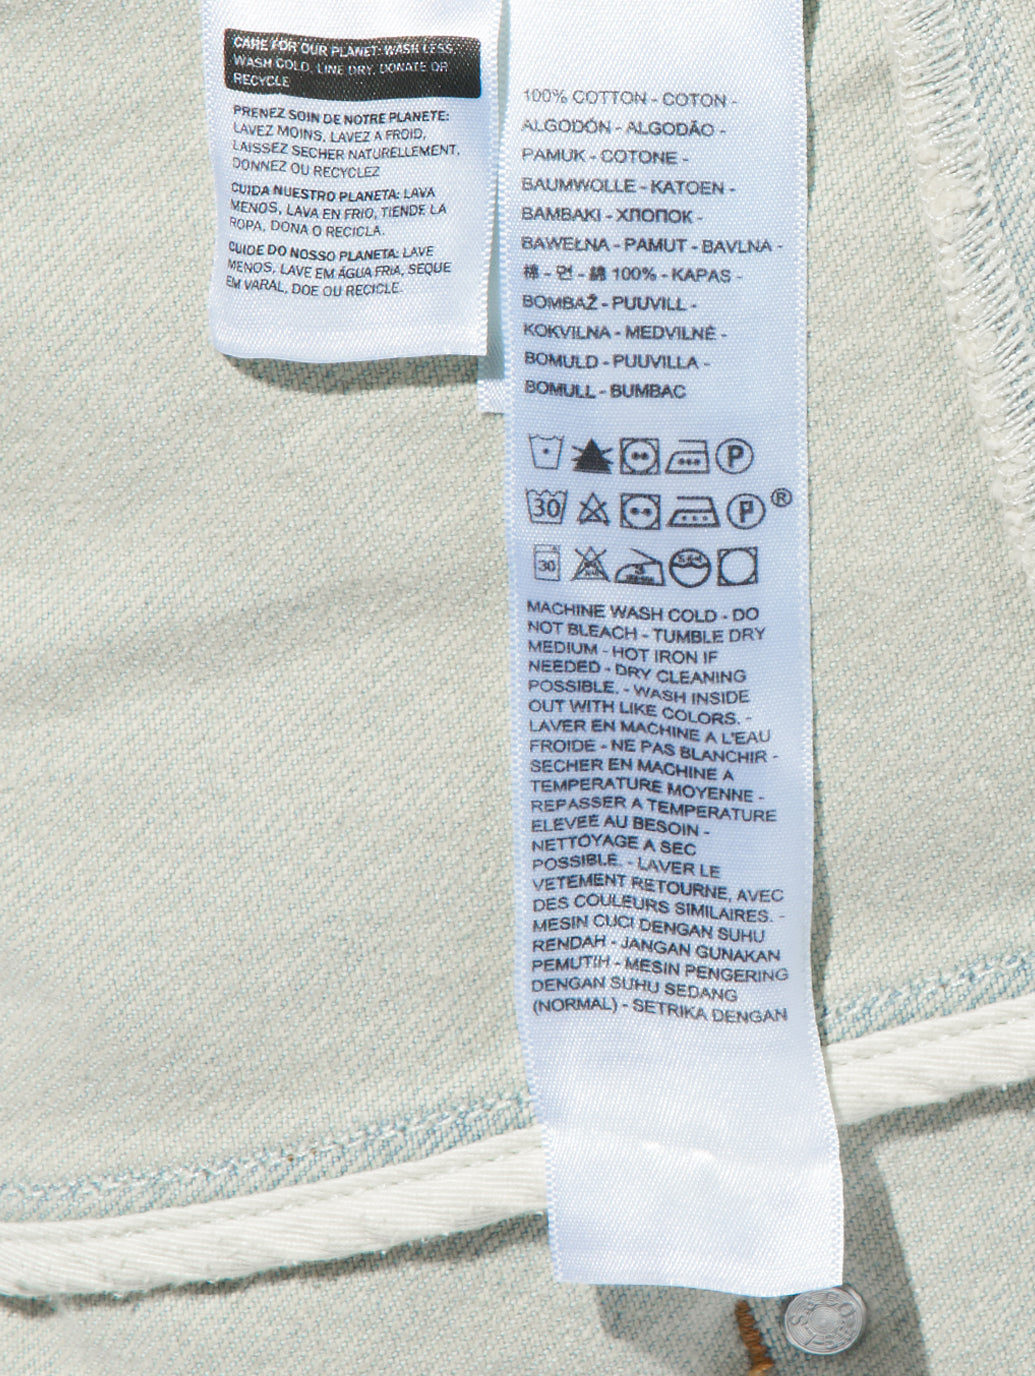 CARE FOR OUR PLANET: WASH LESS,
WASH COLD, LINE DRY, DONATE OR
RECYCLE
PRENEZ SOIN DE NOTRE PLANETE:
LAVEZ MOINS, LAVEZ A FROID,
LAISSEZ SECHER NATURELLEMENT,
DONNEZ OU RECYCLEZ
CUIDA NUESTRO PLANETA: LAVA
MENOS, LAVA EN FRIO, TIENDE LA
ROPA, DONA O RECICLA.
CUIDE DO NOSSO PLANETA: LAVE
MENOS, LAVE EM ÁGUA FRIA, SEQUE
EM VARAL, DOE OU RECICLE.
100% COTTON - COTON -
ALGODÓN - ALGODÃO -
PAMUK - COTONE -
BAUMWOLLE - KATOEN -
BAMBAKI - ХЛОПОК -
BAWEŁNA - PAMUT - BAVLNA -
棉 - 면 - 綿 100% - KAPAS -
BOMBAŽ - PUUVILL -
KOKVILNA - MEDVILNĖ -
BOMULD - PUUVILLA -
BOMULL - BUMBAC
P
30 P ®
30
MACHINE WASH COLD - DO
NOT BLEACH - TUMBLE DRY
MEDIUM - HOT IRON IF
NEEDED - DRY CLEANING
POSSIBLE. - WASH INSIDE
OUT WITH LIKE COLORS. -
LAVER EN MACHINE A L'EAU
FROIDE - NE PAS BLANCHIR -
SECHER EN MACHINE A
TEMPERATURE MOYENNE -
REPASSER A TEMPERATURE
ELEVEE AU BESOIN -
NETTOYAGE A SEC
POSSIBLE. - LAVER LE
VETEMENT RETOURNE, AVEC
DES COULEURS SIMILAIRES. -
MESIN CUCI DENGAN SUHU
RENDAH - JANGAN GUNAKAN
PEMUTIH - MESIN PENGERING
DENGAN SUHU SEDANG
(NORMAL) - SETRIKA DENGAN